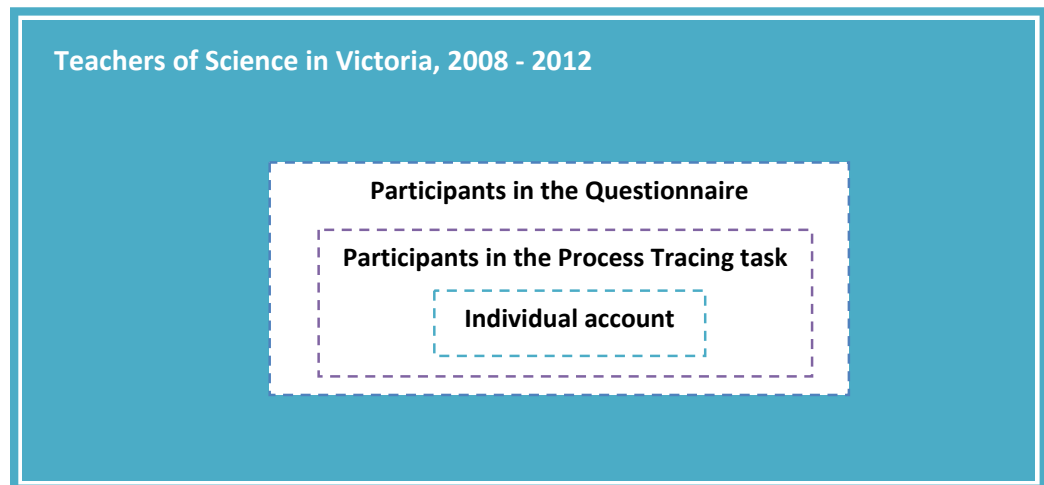 Teachers of Science in Victoria, 2008 - 2012
Participants in the Questionnaire
Participants in the Process Tracing task
Individual account